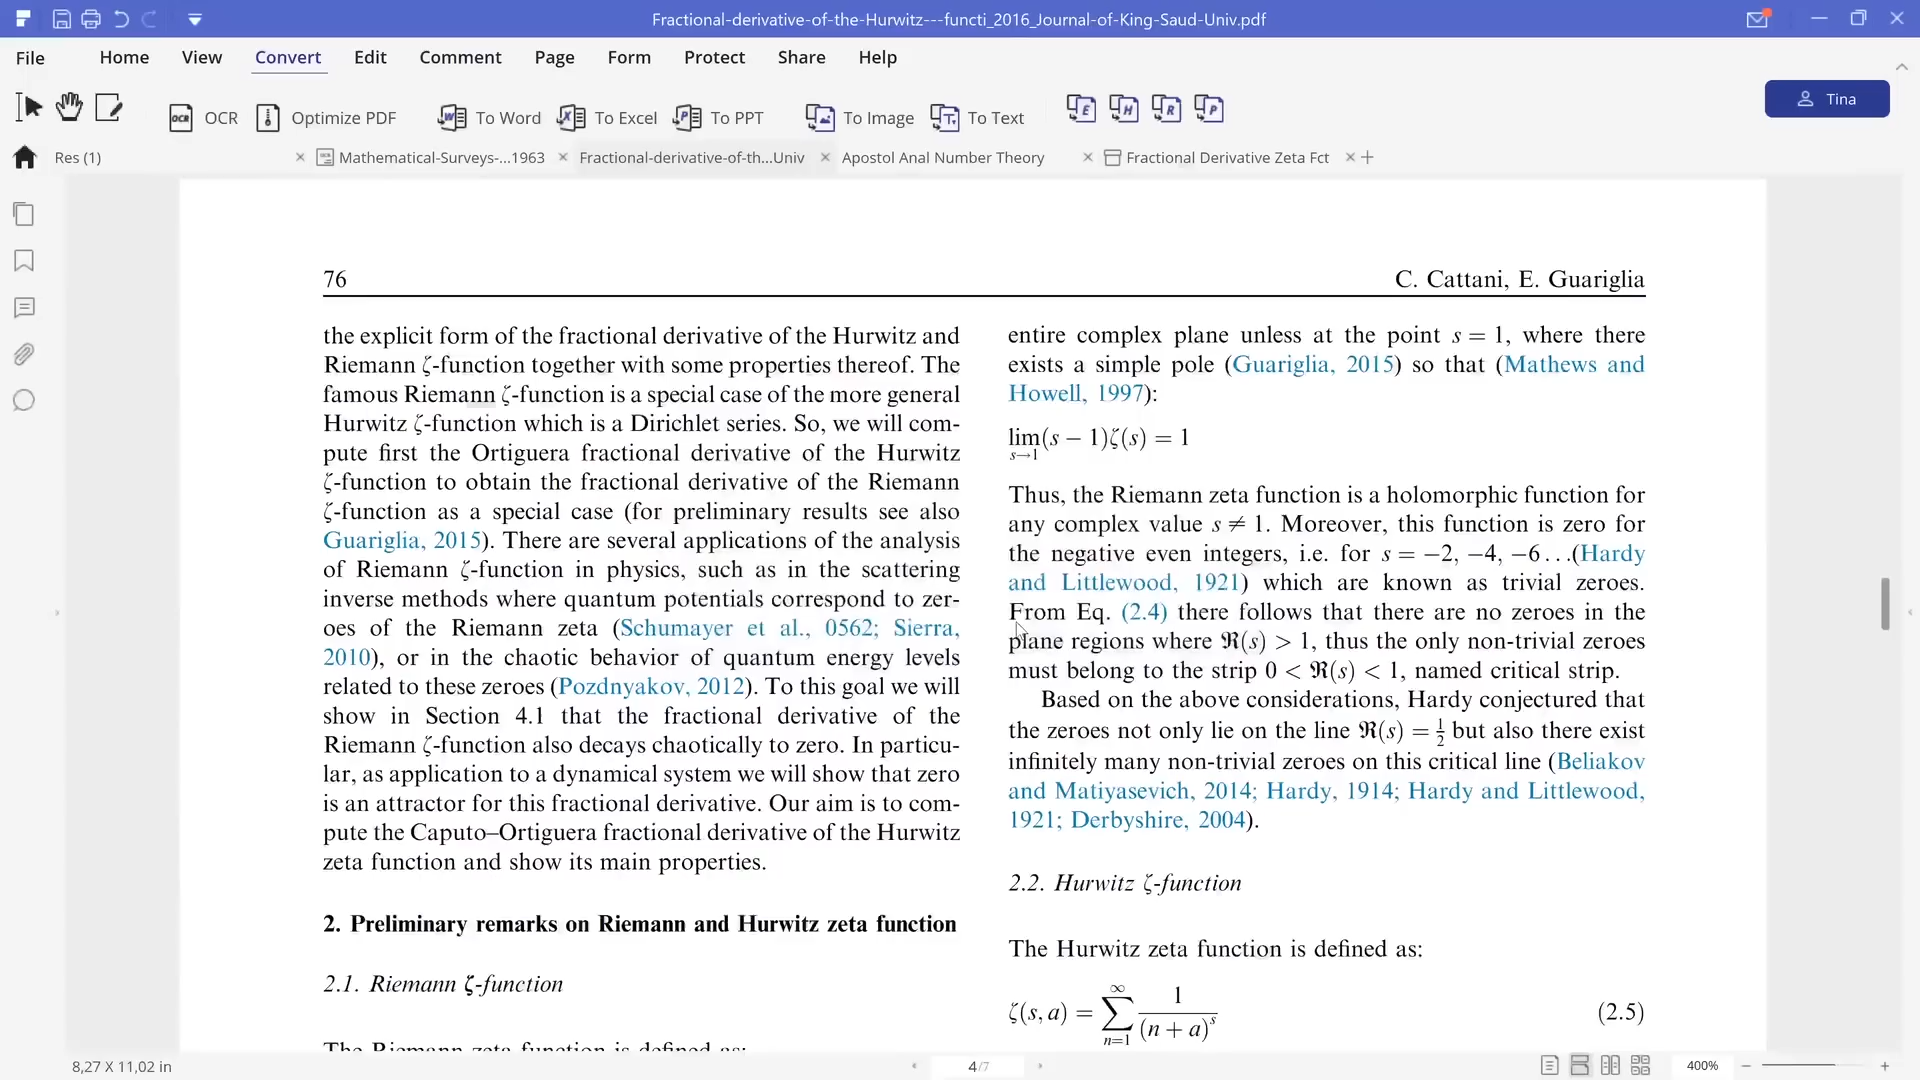 Fractional-derivative-of-the-Hurwitz---functi_2016_Journal-of-King-Saud-Univ.pdf
File Home View Convert Edit Comment Page Form Protect Share Help
OCR Optimize PDF To Word To Excel To PPT To Image To Text
Tina
Res (1) Mathematical-Surveys-...1963 Fractional-derivative-of-th...Univ Apostol Anal Number Theory Fractional Derivative Zeta Fct
76
C. Cattani, E. Guariglia
the explicit form of the fractional derivative of the Hurwitz and
Riemann ζ-function together with some properties thereof. The
famous Riemann ζ-function is a special case of the more general
Hurwitz ζ-function which is a Dirichlet series. So, we will com-
pute first the Ortiguera fractional derivative of the Hurwitz
ζ-function to obtain the fractional derivative of the Riemann
ζ-function as a special case (for preliminary results see also
Guariglia, 2015). There are several applications of the analysis
of Riemann ζ-function in physics, such as in the scattering
inverse methods where quantum potentials correspond to zer-
oes of the Riemann zeta (Schumayer et al., 0562; Sierra,
2010), or in the chaotic behavior of quantum energy levels
related to these zeroes (Pozdnyakov, 2012). To this goal we will
show in Section 4.1 that the fractional derivative of the
Riemann ζ-function also decays chaotically to zero. In particu-
lar, as application to a dynamical system we will show that zero
is an attractor for this fractional derivative. Our aim is to com-
pute the Caputo–Ortiguera fractional derivative of the Hurwitz
zeta function and show its main properties.
2. Preliminary remarks on Riemann and Hurwitz zeta function
2.1. Riemann ζ-function
The Riemann zeta function is defined as:
entire complex plane unless at the point s = 1, where there
exists a simple pole (Guariglia, 2015) so that (Mathews and
Howell, 1997):
lim(s − 1)ζ(s) = 1
s→1
Thus, the Riemann zeta function is a holomorphic function for
any complex value s ≠ 1. Moreover, this function is zero for
the negative even integers, i.e. for s = −2, −4, −6…(Hardy
and Littlewood, 1921) which are known as trivial zeroes.
From Eq. (2.4) there follows that there are no zeroes in the
plane regions where ℜ(s) > 1, thus the only non-trivial zeroes
must belong to the strip 0 < ℜ(s) < 1, named critical strip.
Based on the above considerations, Hardy conjectured that
the zeroes not only lie on the line ℜ(s) = 1/2 but also there exist
infinitely many non-trivial zeroes on this critical line (Beliakov
and Matiyasevich, 2014; Hardy, 1914; Hardy and Littlewood,
1921; Derbyshire, 2004).
2.2. Hurwitz ζ-function
The Hurwitz zeta function is defined as:
ζ(s, a) = ∑_{n=1}^{∞} 1/(n + a)^s (2.5)
8,27 X 11,02 in
4/7
400%